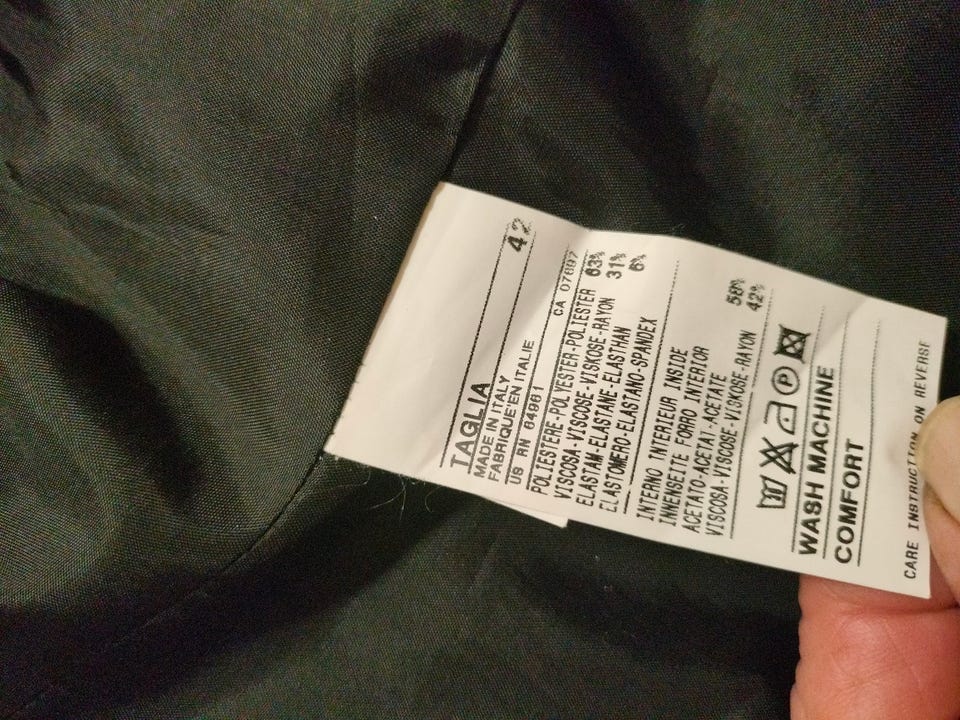 TAGLIA 42
MADE IN ITALY
FABRIQUE'EN ITALIE
US RN 64961 CA 07697
POLIESTERE-POLYESTER-POLIESTER 63%
VISCOSA-VISCOSE-VISKOSE-RAYON 31%
ELASTAM-ELASTANE-ELASTHAN 6%
ELASTOMERO-ELASTANO-SPANDEX
INTERNO INTERIEUR INSIDE
INNENSEITE FORRO INTERIOR
ACETATO-ACETAT-ACETATE 58%
VISCOSA-VISCOSE-VISKOSE-RAYON 42%
P
WASH MACHINE
COMFORT
CARE INSTRUCTION ON REVERSE